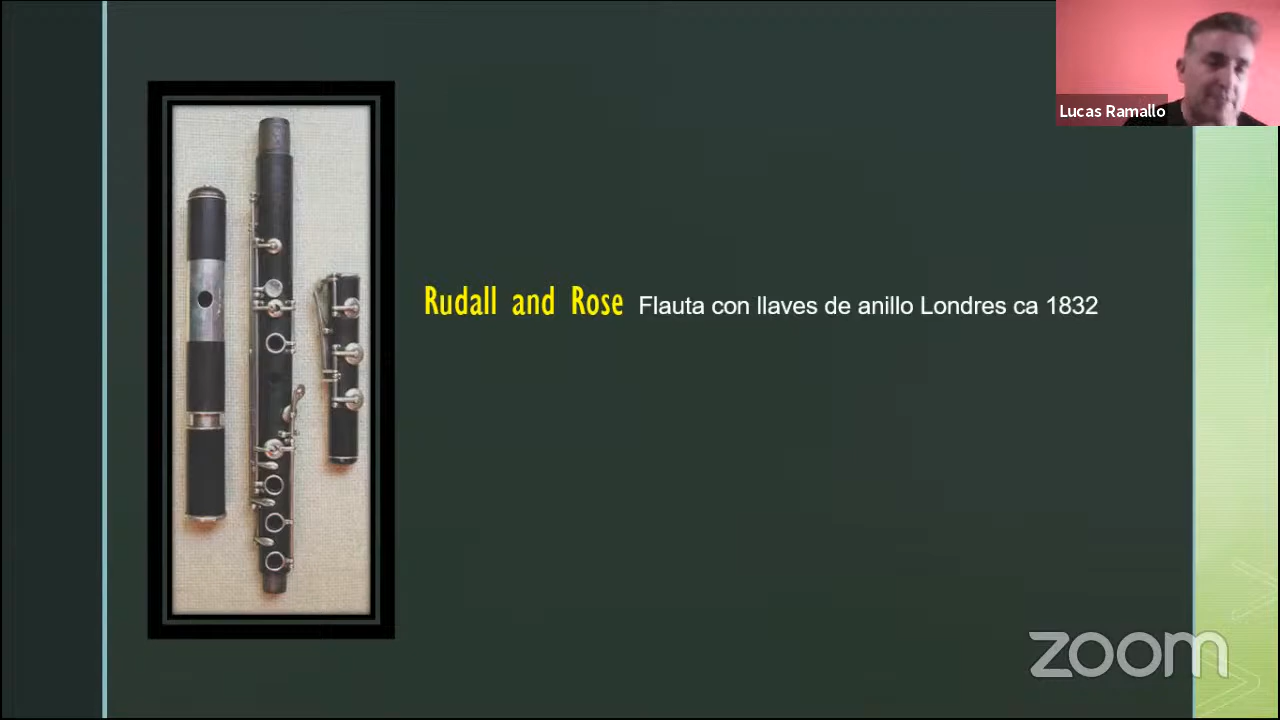 Lucas Ramallo
Rudall and Rose Flauta con llaves de anillo Londres ca 1832
zoom